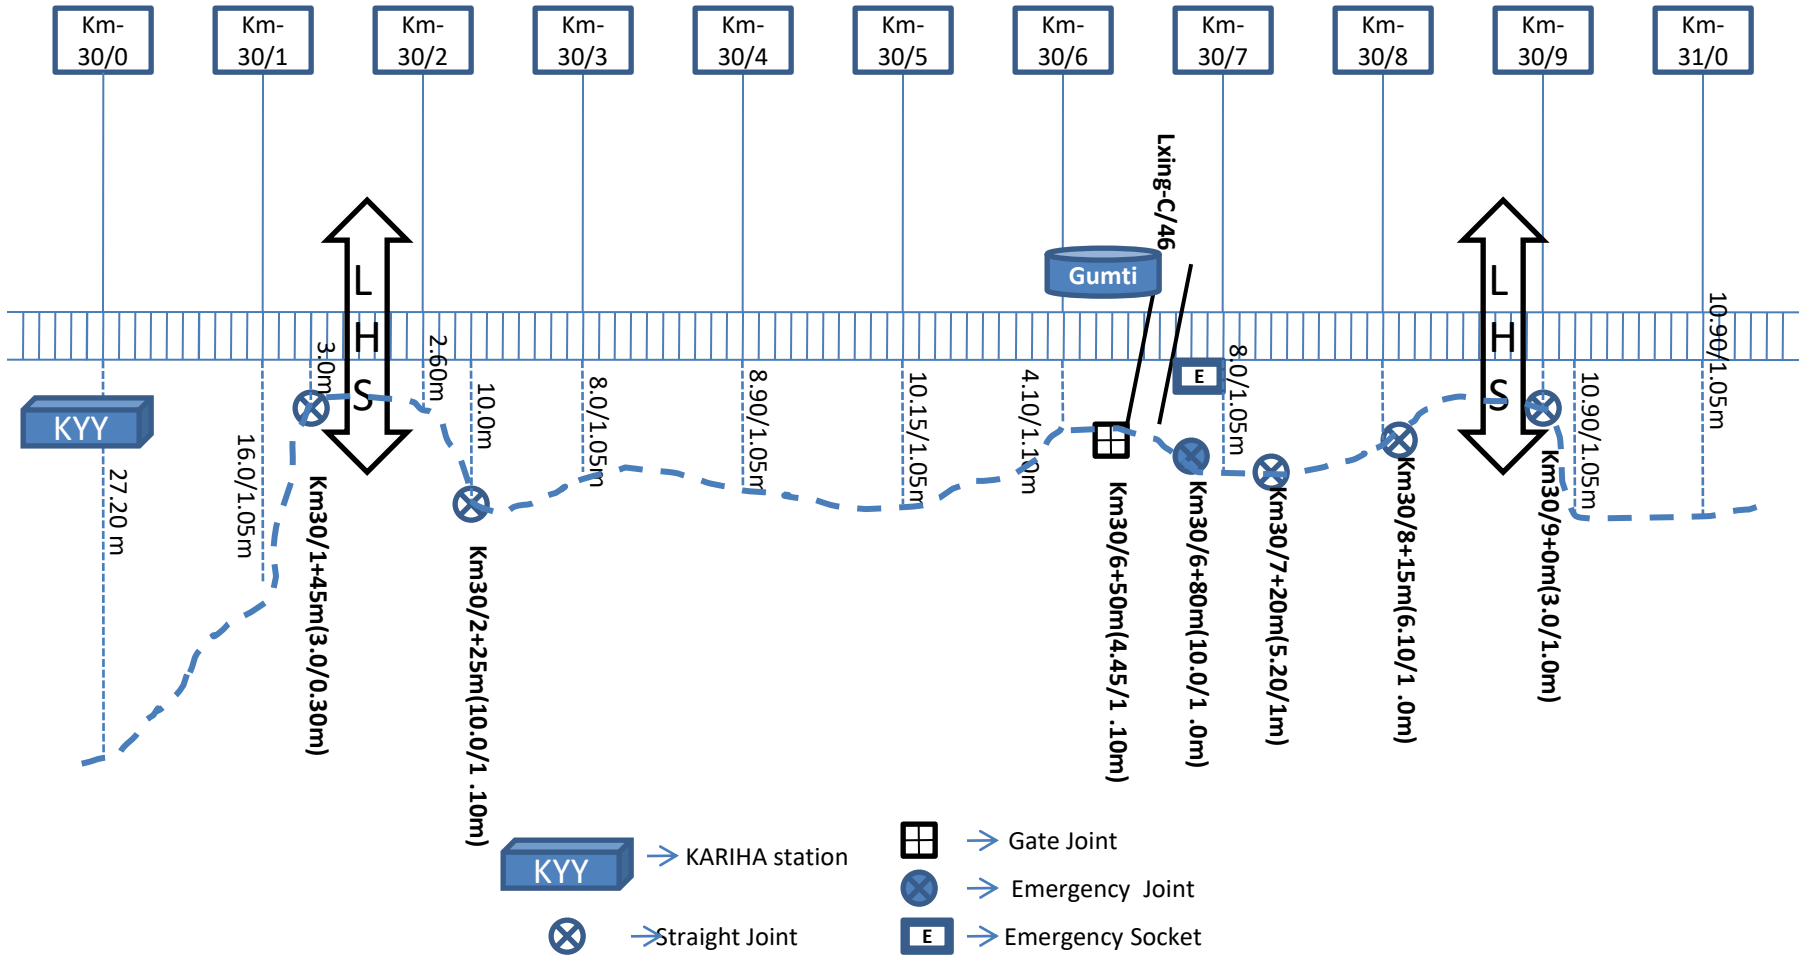 Km-
30/0
Km-
30/1
Km-
30/2
Km-
30/3
Km-
30/4
Km-
30/5
Km-
30/6
Km-
30/7
Km-
30/8
Km-
30/9
Km-
31/0
Lxing-C/46
Gumti
L
H
S
L
H
S
KYY
E
27.20 m
16.0/1.05m
3.0m
2.60m
10.0m
8.0/1.05m
8.90/1.05m
10.15/1.05m
4.10/1.10m
8.0/1.05m
10.90/1.05m
10.90/1.05m
Km30/1+45m(3.0/0.30m)
Km30/2+25m(10.0/1 .10m)
Km30/6+50m(4.45/1 .10m)
Km30/6+80m(10.0/1 .0m)
Km30/7+20m(5.20/1m)
Km30/8+15m(6.10/1 .0m)
Km30/9+0m(3.0/1.0m)
KYY
KARIHA station
Straight Joint
Gate Joint
Emergency Joint
E
Emergency Socket